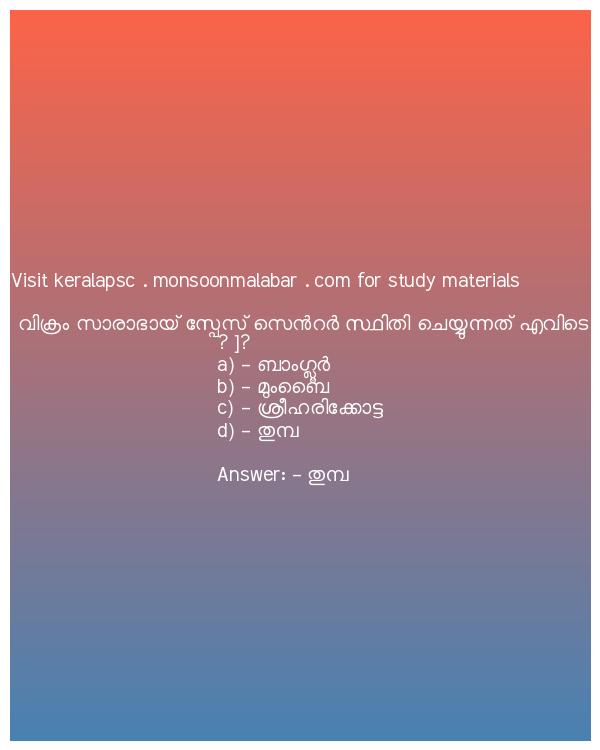 Visit keralapsc . monsoonmalabar . com for study materials
വിക്രം സാരാഭായ് സ്പേസ് സെൻറർ സ്ഥിതി ചെയ്യുന്നത് എവിടെ
? ]?
a) - ബാംഗ്ലൂർ
b) - മുംബൈ
c) - ശ്രീഹരിക്കോട്ട
d) - തുമ്പ
Answer: - തുമ്പ